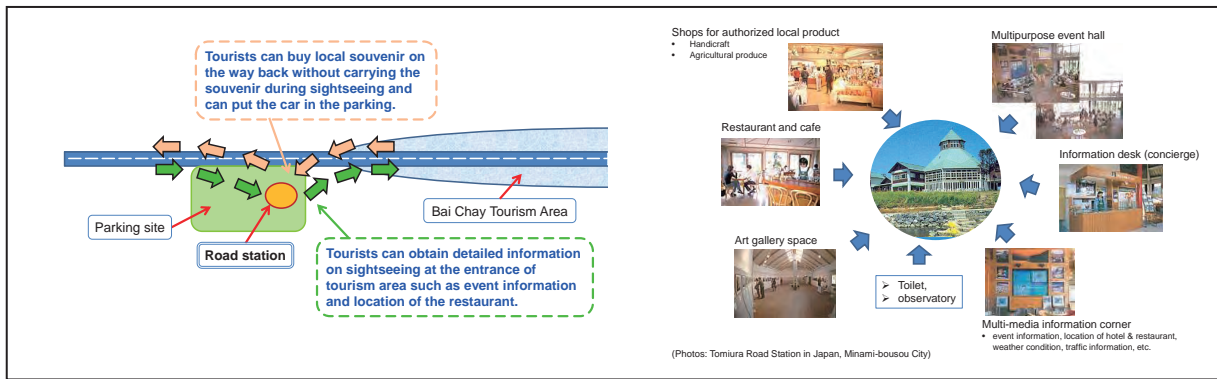 Tourists can buy local souvenir on
the way back without carrying the
souvenir during sightseeing and
can put the car in the parking.
Parking site
Road station
Bai Chay Tourism Area
Tourists can obtain detailed information
on sightseeing at the entrance of
tourism area such as event information
and location of the restaurant.
Shops for authorized local product
• Handicraft
• Agricultural produce
Multipurpose event hall
Restaurant and cafe
Information desk (concierge)
Art gallery space
➢ Toilet,
➢ observatory
Multi-media information corner
• event information, location of hotel & restaurant,
weather condition, traffic information, etc.
(Photos: Tomiura Road Station in Japan, Minami-bousou City)